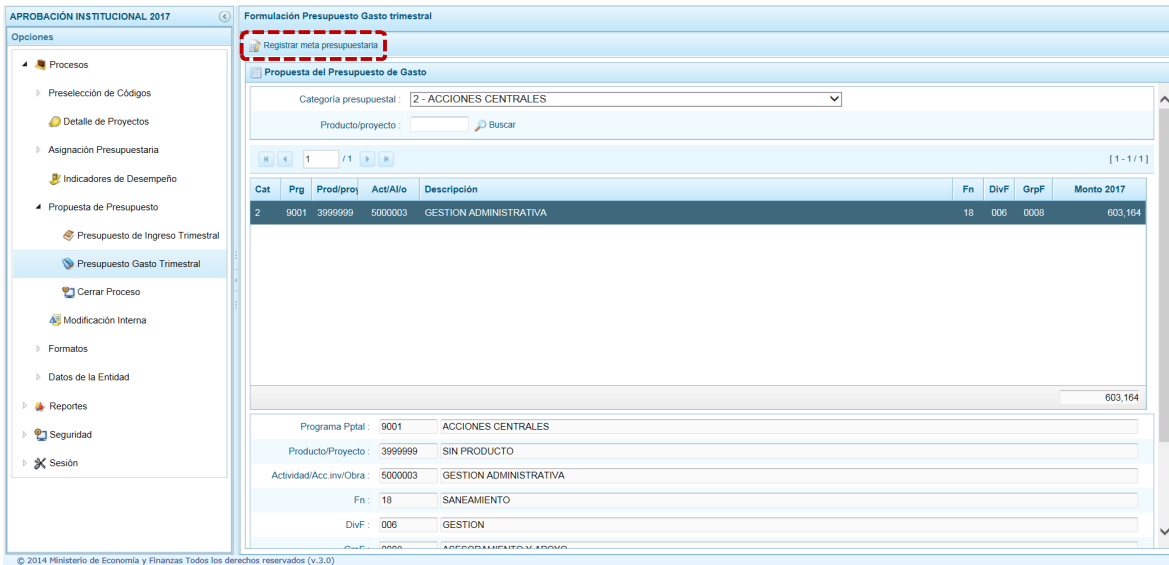 APROBACIÓN INSTITUCIONAL 2017
Opciones
Procesos
Preselección de Códigos
Detalle de Proyectos
Asignación Presupuestaria
Indicadores de Desempeño
Propuesta de Presupuesto
Presupuesto de Ingreso Trimestral
Presupuesto Gasto Trimestral
Cerrar Proceso
Modificación Interna
Formatos
Datos de la Entidad
Reportes
Seguridad
Sesión
Formulación Presupuesto Gasto trimestral
Registrar meta presupuestaria
Propuesta del Presupuesto de Gasto
Categoría presupuestal : 2 - ACCIONES CENTRALES
Producto/proyecto : Buscar
1 / 1 [ 1 - 1 / 1 ]
Cat Prg Prod/proy Act/AI/o Descripción Fn DivF GrpF Monto 2017
2 9001 3999999 5000003 GESTION ADMINISTRATIVA 18 006 0008 603,164
603,164
Programa Pptal : 9001 ACCIONES CENTRALES
Producto/Proyecto : 3999999 SIN PRODUCTO
Actividad/Acc.inv/Obra : 5000003 GESTION ADMINISTRATIVA
Fn : 18 SANEAMIENTO
DivF : 006 GESTION
© 2014 Ministerio de Economía y Finanzas Todos los derechos reservados (v.3.0)